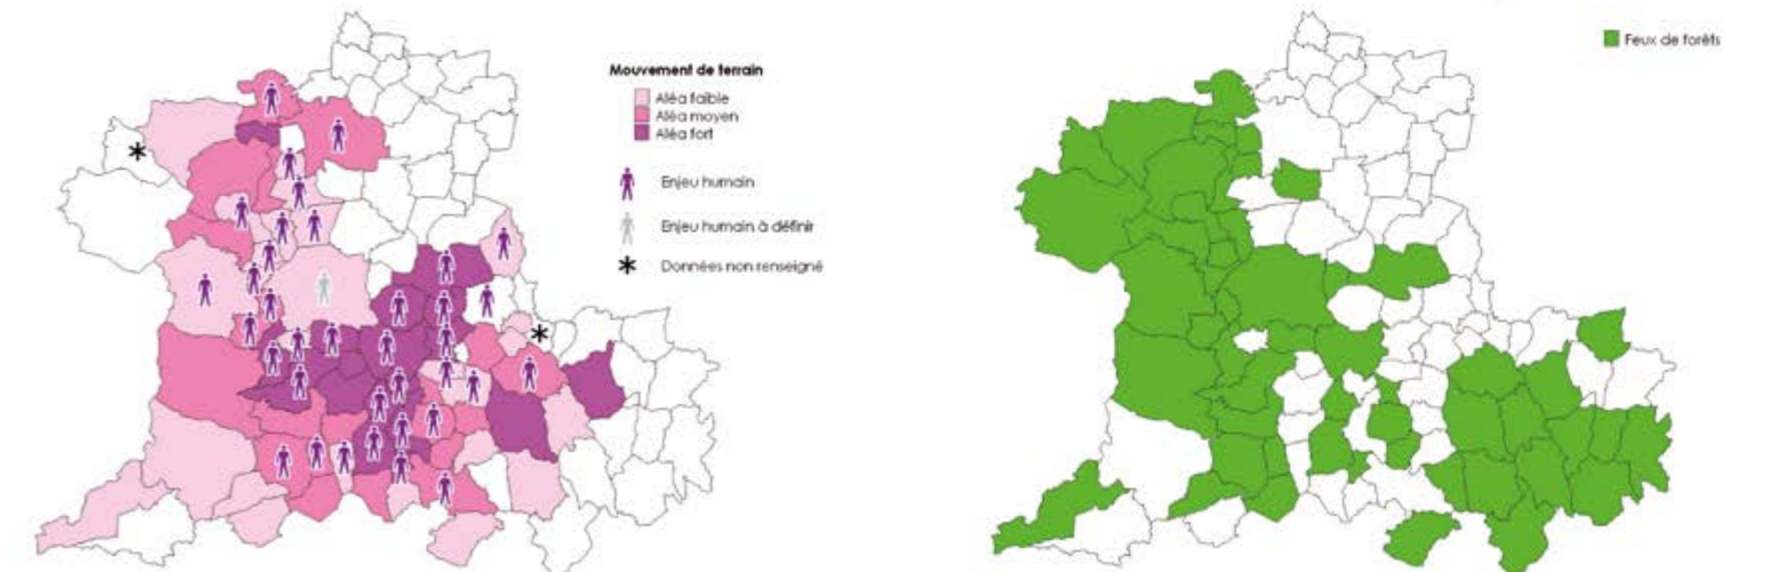 Mouvement de terrain
Aléa faible
Aléa moyen
Aléa fort
Enjeu humain
Enjeu humain à définir
Données non renseigné
Feux de forêts